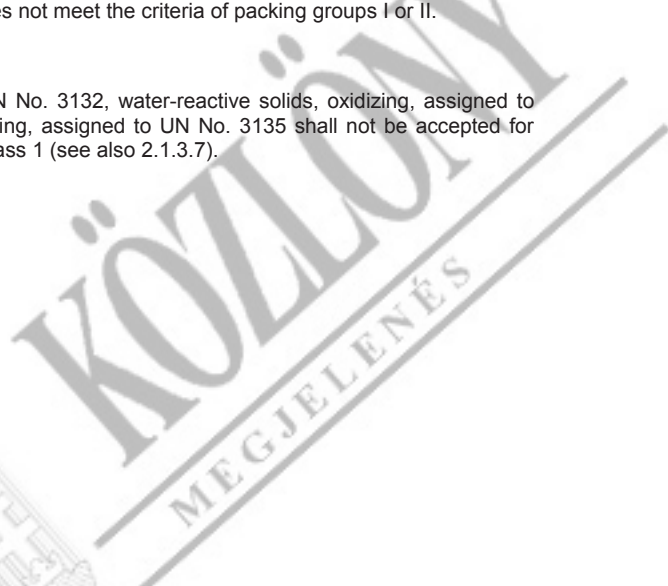 es not meet the criteria of packing groups I or II.
N No. 3132, water-reactive solids, oxidizing, assigned to
ing, assigned to UN No. 3135 shall not be accepted for
ass 1 (see also 2.1.3.7).
KÖZLÖNY
MEGJELENÉS